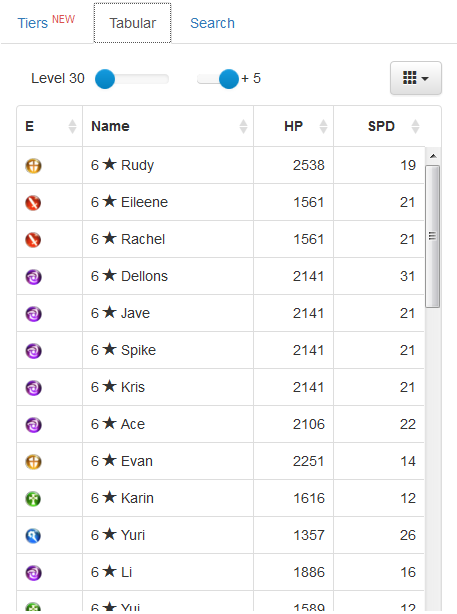 Tiers NEW Tabular Search
Level 30 + 5
E Name HP SPD
6 ★ Rudy 2538 19
6 ★ Eileene 1561 21
6 ★ Rachel 1561 21
6 ★ Dellons 2141 31
6 ★ Jave 2141 21
6 ★ Spike 2141 21
6 ★ Kris 2141 21
6 ★ Ace 2106 22
6 ★ Evan 2251 14
6 ★ Karin 1616 12
6 ★ Yuri 1357 26
6 ★ Li 1886 16
6 ★ Yui 1589 12